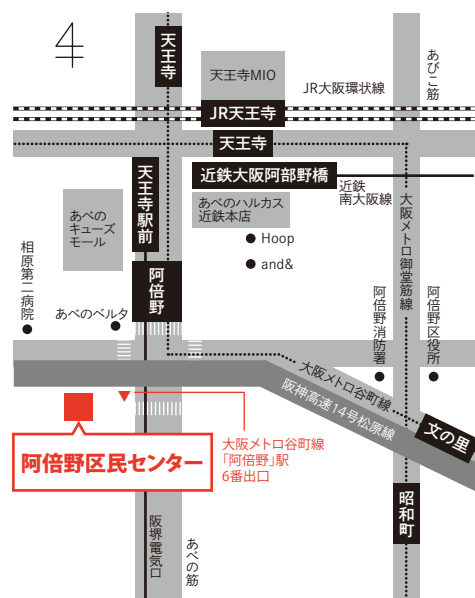 4
天王寺
天王寺MIO
JR大阪環状線
あびこ筋
JR天王寺
天王寺
天王寺駅前
近鉄大阪阿部野橋
近鉄
南大阪線
あべの
キューズ
モール
あべのハルカス
近鉄本店
大阪メトロ御堂筋線
Hoop
and&
相原第二病院
阿倍野
あべのベルタ
阿倍野消防署
阿倍野区役所
大阪メトロ谷町線
阪神高速14号松原線
文の里
阿倍野区民センター
大阪メトロ谷町線
「阿倍野」駅
6番出口
昭和町
阪堺電気口
あべの筋